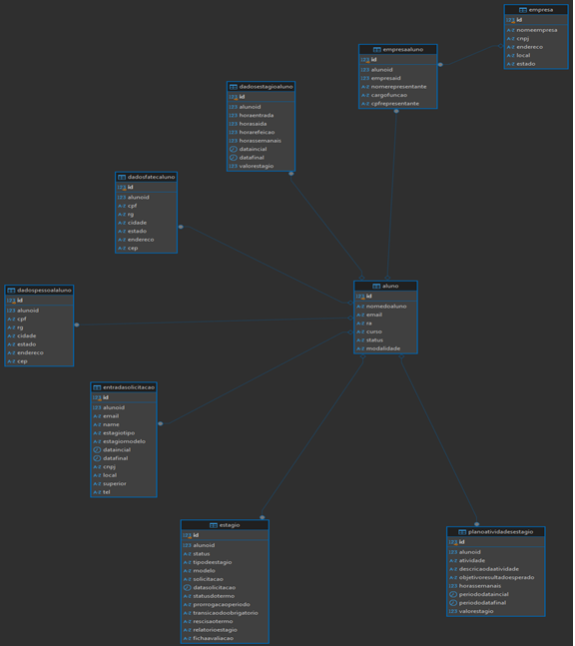 empresa
id
nomeempresa
cnpj
endereco
local
estado
empresaaluno
id
alunoid
empresaid
nomerepresentante
cargofuncao
cpfrepresentante
dadosestagioaluno
id
alunoid
horaentrada
horasaida
horarefeicao
horassemanais
dataincial
datafinal
valorestagio
dadosfatecaluno
id
alunoid
cpf
rg
cidade
estado
endereco
cep
aluno
id
nomedoaluno
email
ra
curso
status
modalidade
dadospessoalaluno
id
alunoid
cpf
rg
cidade
estado
endereco
cep
entradasolicitacao
id
alunoid
email
name
estagiotipo
estagiomodelo
dataincial
datafinal
cnpj
local
superior
tel
estagio
id
alunoid
status
tipodeestagio
modelo
solicitacao
datasolicitacao
statusdotermo
prorrogacaoperiodo
transicaodoobrigatorio
rescisaotermo
relatorioestagio
fichaavaliacao
planoatividadesestagio
id
alunoid
atividade
descricaodaatividade
objetivoresultadoesperado
horassemanais
periododataincial
periododatafinal
valorestagio